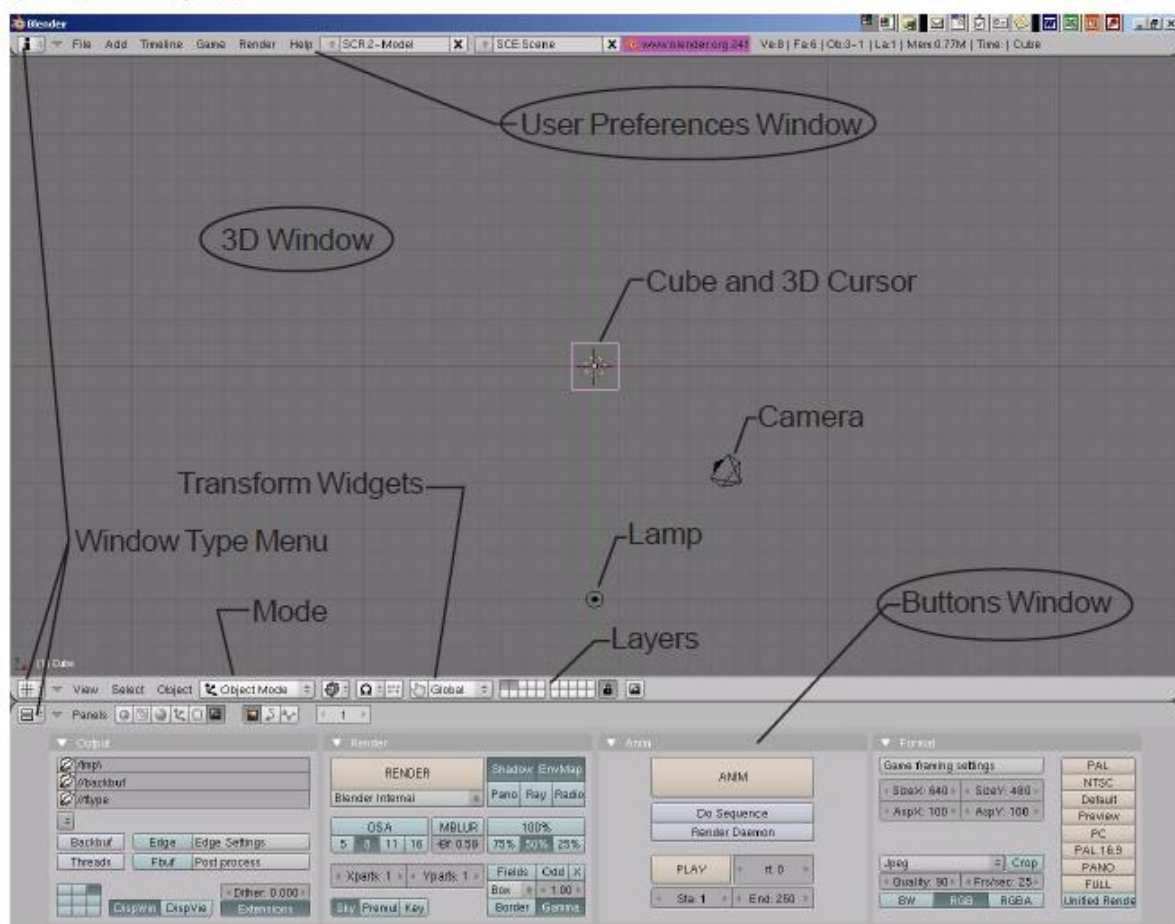 Blender
File Add Timeline Game Render Help SCR:2-Model X SCE:Scene X www.blender.org 241 Ve:8 | Fa:6 | Ob:3-1 | La:1 | Mem:0.77M | Time: | Cube
User Preferences Window
3D Window
Cube and 3D Cursor
Camera
Transform Widgets
Lamp
Window Type Menu
Mode
Buttons Window
Layers
(1) Cube
View Select Object Object Mode Global
Panels 1
Output Render Anim Format
/tmp\
//backbuf
//ftype
Backbuf Edge Edge Settings
Threads Fbuf Post process
Dither: 0.000
DispWin DispVie Extensions
RENDER
Blender Internal
Shadow EnvMap
Pano Ray Radio
OSA MBLUR 100%
5 8 11 16 Bf: 0.50 75% 50% 25%
Xparts: 1 Yparts: 1 Fields Odd X
Box 1.00
Sky Premul Key Border Gamma
ANIM
Do Sequence
Render Daemon
PLAY rt: 0
Sta: 1 End: 250
Game framing settings
SizeX: 640 SizeY: 480
AspX: 100 AspY: 100
Jpeg Crop
Quality: 90 Frs/sec: 25
BW RGB RGBA
PAL
NTSC
Default
Preview
PC
PAL 16:9
PANO
FULL
Unified Rende